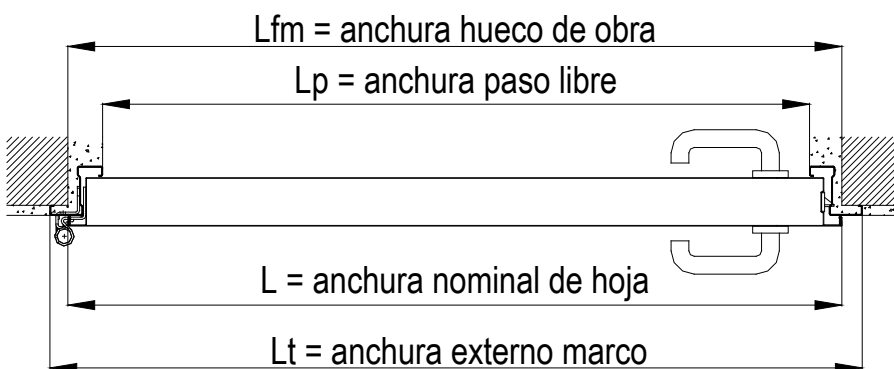 Lfm = anchura hueco de obra
Lp = anchura paso libre
L = anchura nominal de hoja
Lt = anchura externo marco